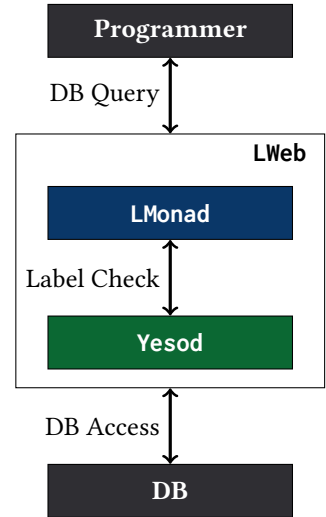 Programmer
DB Query
LWeb
LMonad
Label Check
Yesod
DB Access
DB